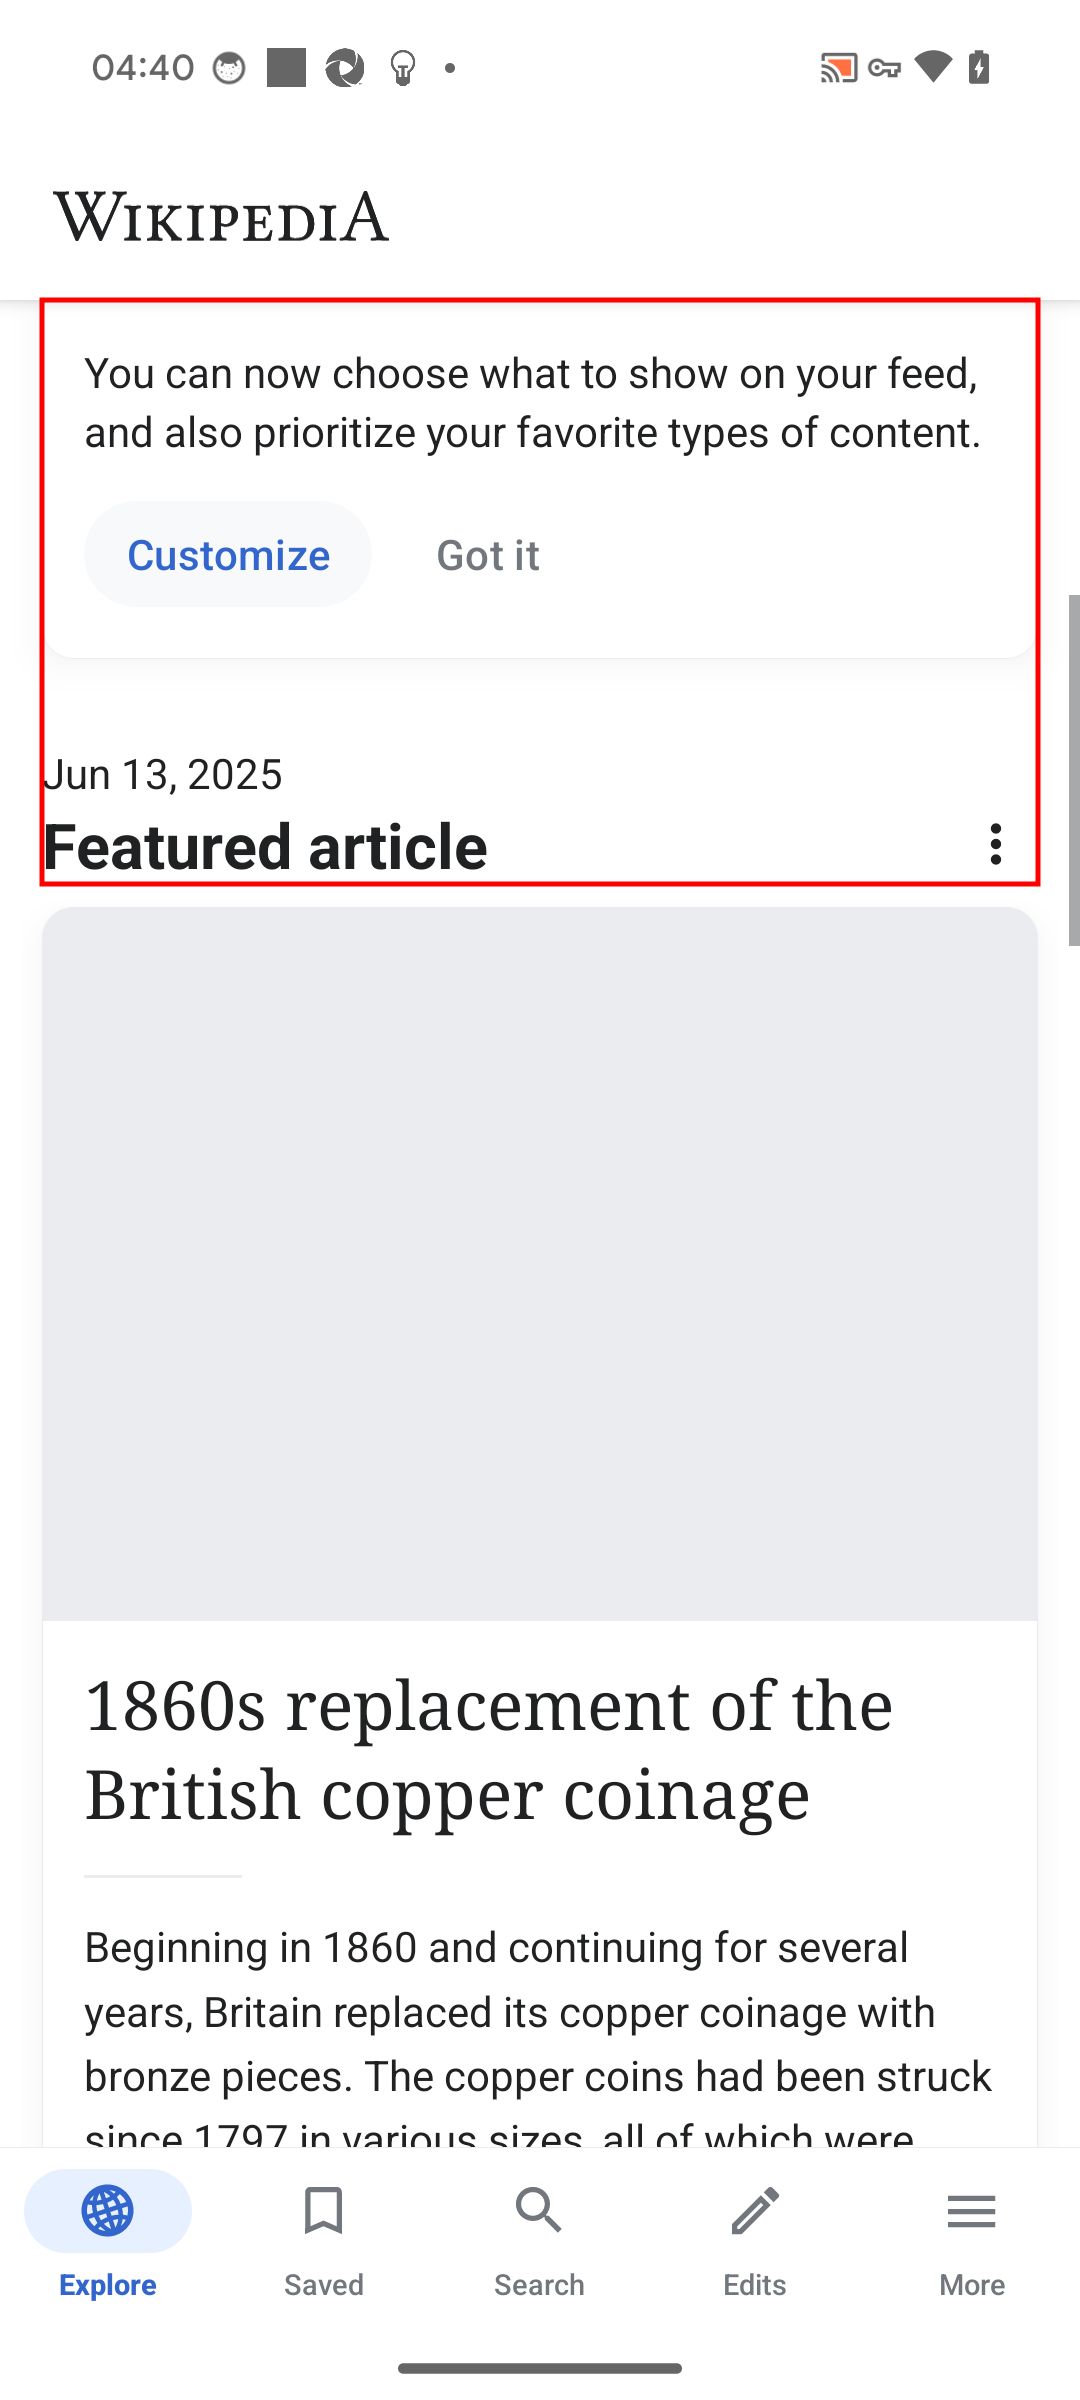 04:40
WIKIPEDIA
You can now choose what to show on your feed,
and also prioritize your favorite types of content.
Customize
Got it
Jun 13, 2025
Featured article
1860s replacement of the
British copper coinage
Beginning in 1860 and continuing for several
years, Britain replaced its copper coinage with
bronze pieces. The copper coins had been struck
since 1797 in various sizes, all of which were
Explore
Saved
Search
Edits
More